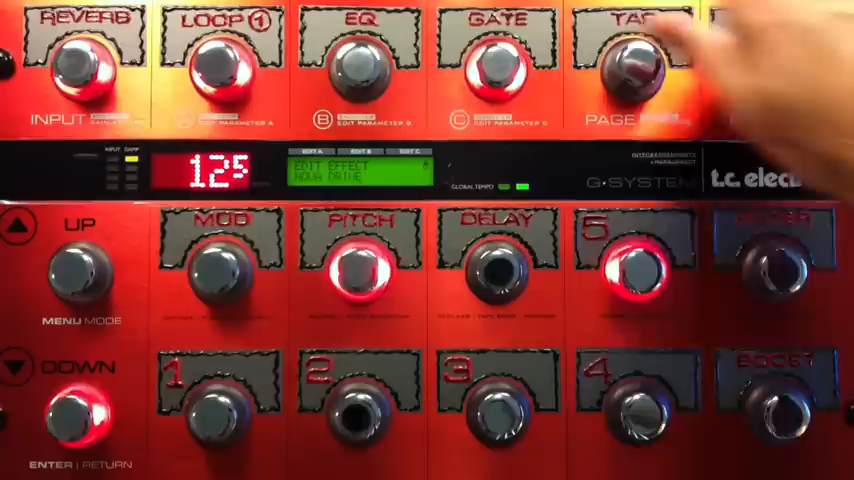 REVERB
LOOP 1
EQ
GATE
INPUT
A
EDIT PARAMETER A
B
EDIT PARAMETER B
C
EDIT PARAMETER C
PAGE
INPUT
EDIT A
EDIT B
EDIT C
125
EDIT EFFECT
NOVA DRIVE
GLOBAL TEMPO
G·SYSTEM
t.c. elec
UP
MOD
PITCH
DELAY
5
MENU MODE
DOWN
1
2
3
4
BOOST
ENTER | RETURN